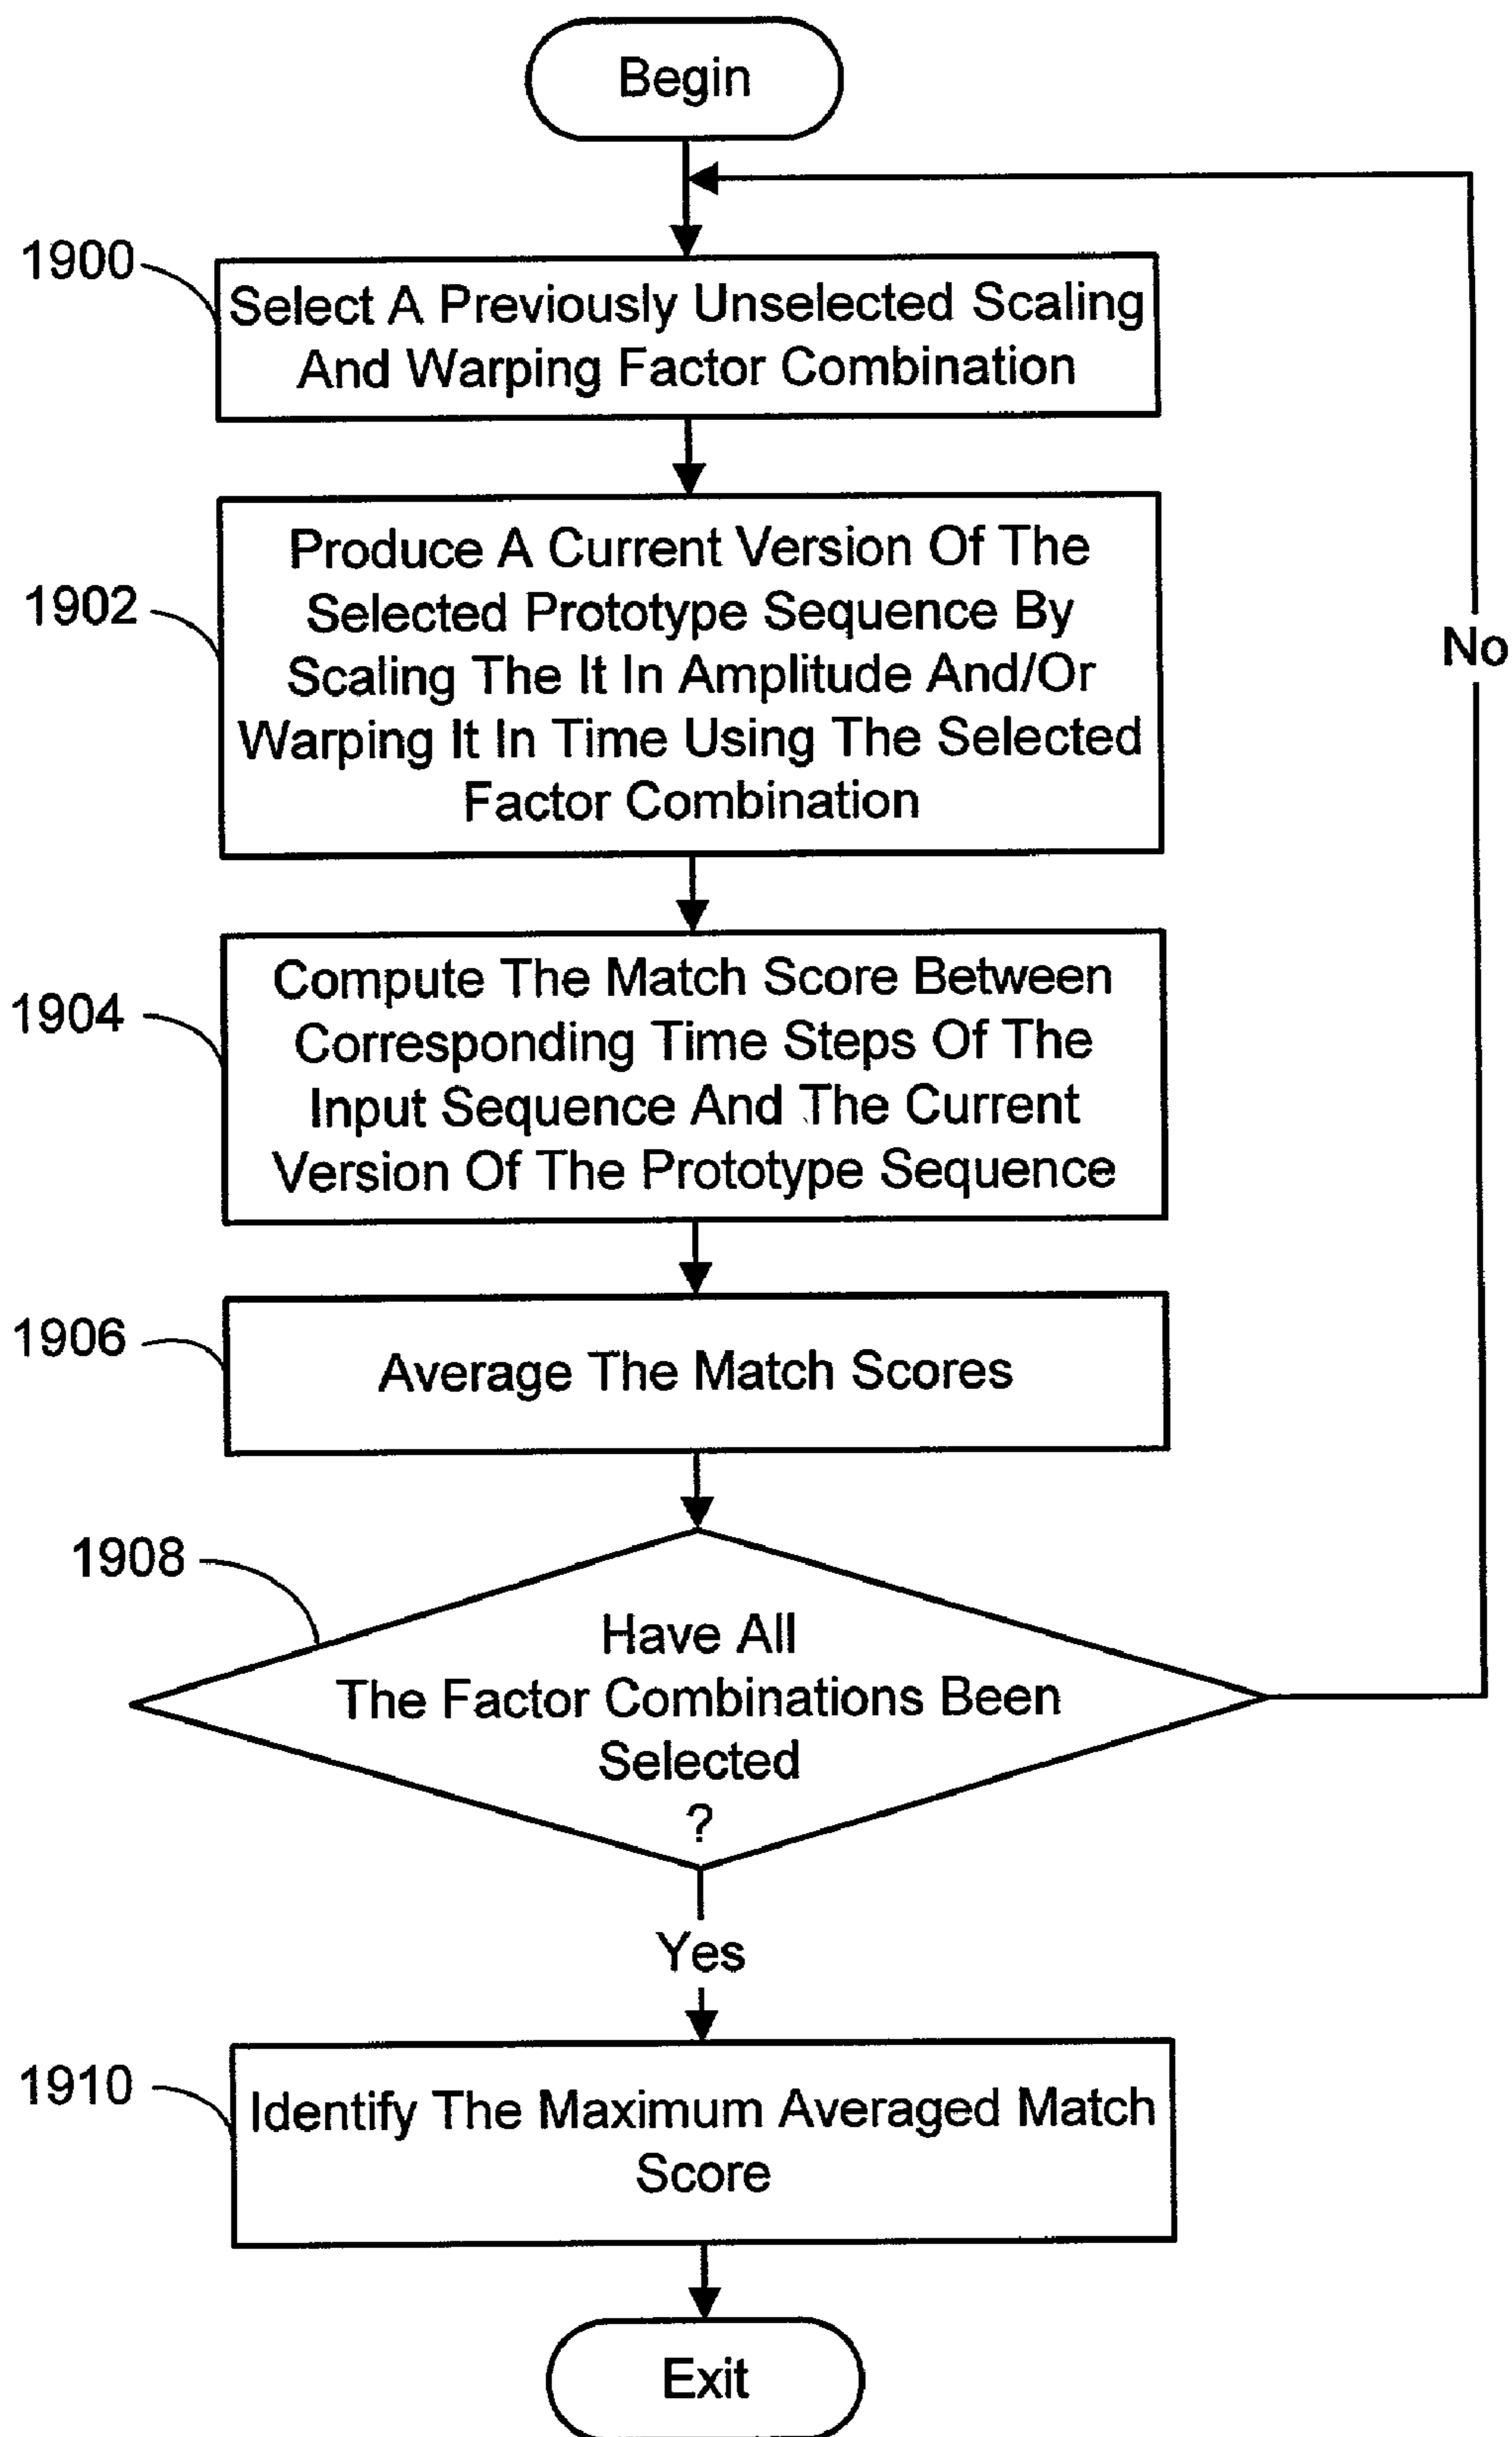 Begin
1900
Select A Previously Unselected Scaling
And Warping Factor Combination
1902
Produce A Current Version Of The
Selected Prototype Sequence By
Scaling The It In Amplitude And/Or
Warping It In Time Using The Selected
Factor Combination
No
1904
Compute The Match Score Between
Corresponding Time Steps Of The
Input Sequence And The Current
Version Of The Prototype Sequence
1906
Average The Match Scores
1908
Have All
The Factor Combinations Been
Selected
?
Yes
1910
Identify The Maximum Averaged Match
Score
Exit